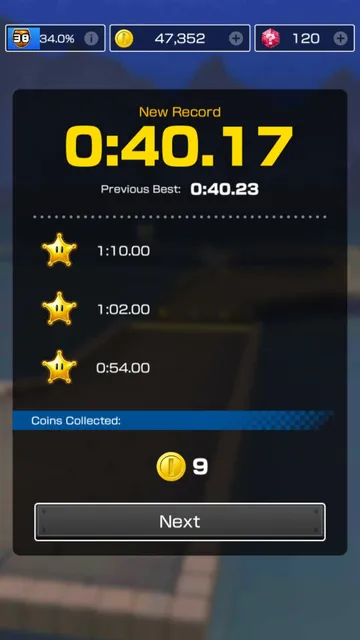 38 34.0% i 47,352 + 120 +
New Record
0:40.17
Previous Best: 0:40.23
1:10.00
1:02.00
0:54.00
Coins Collected:
9
Next